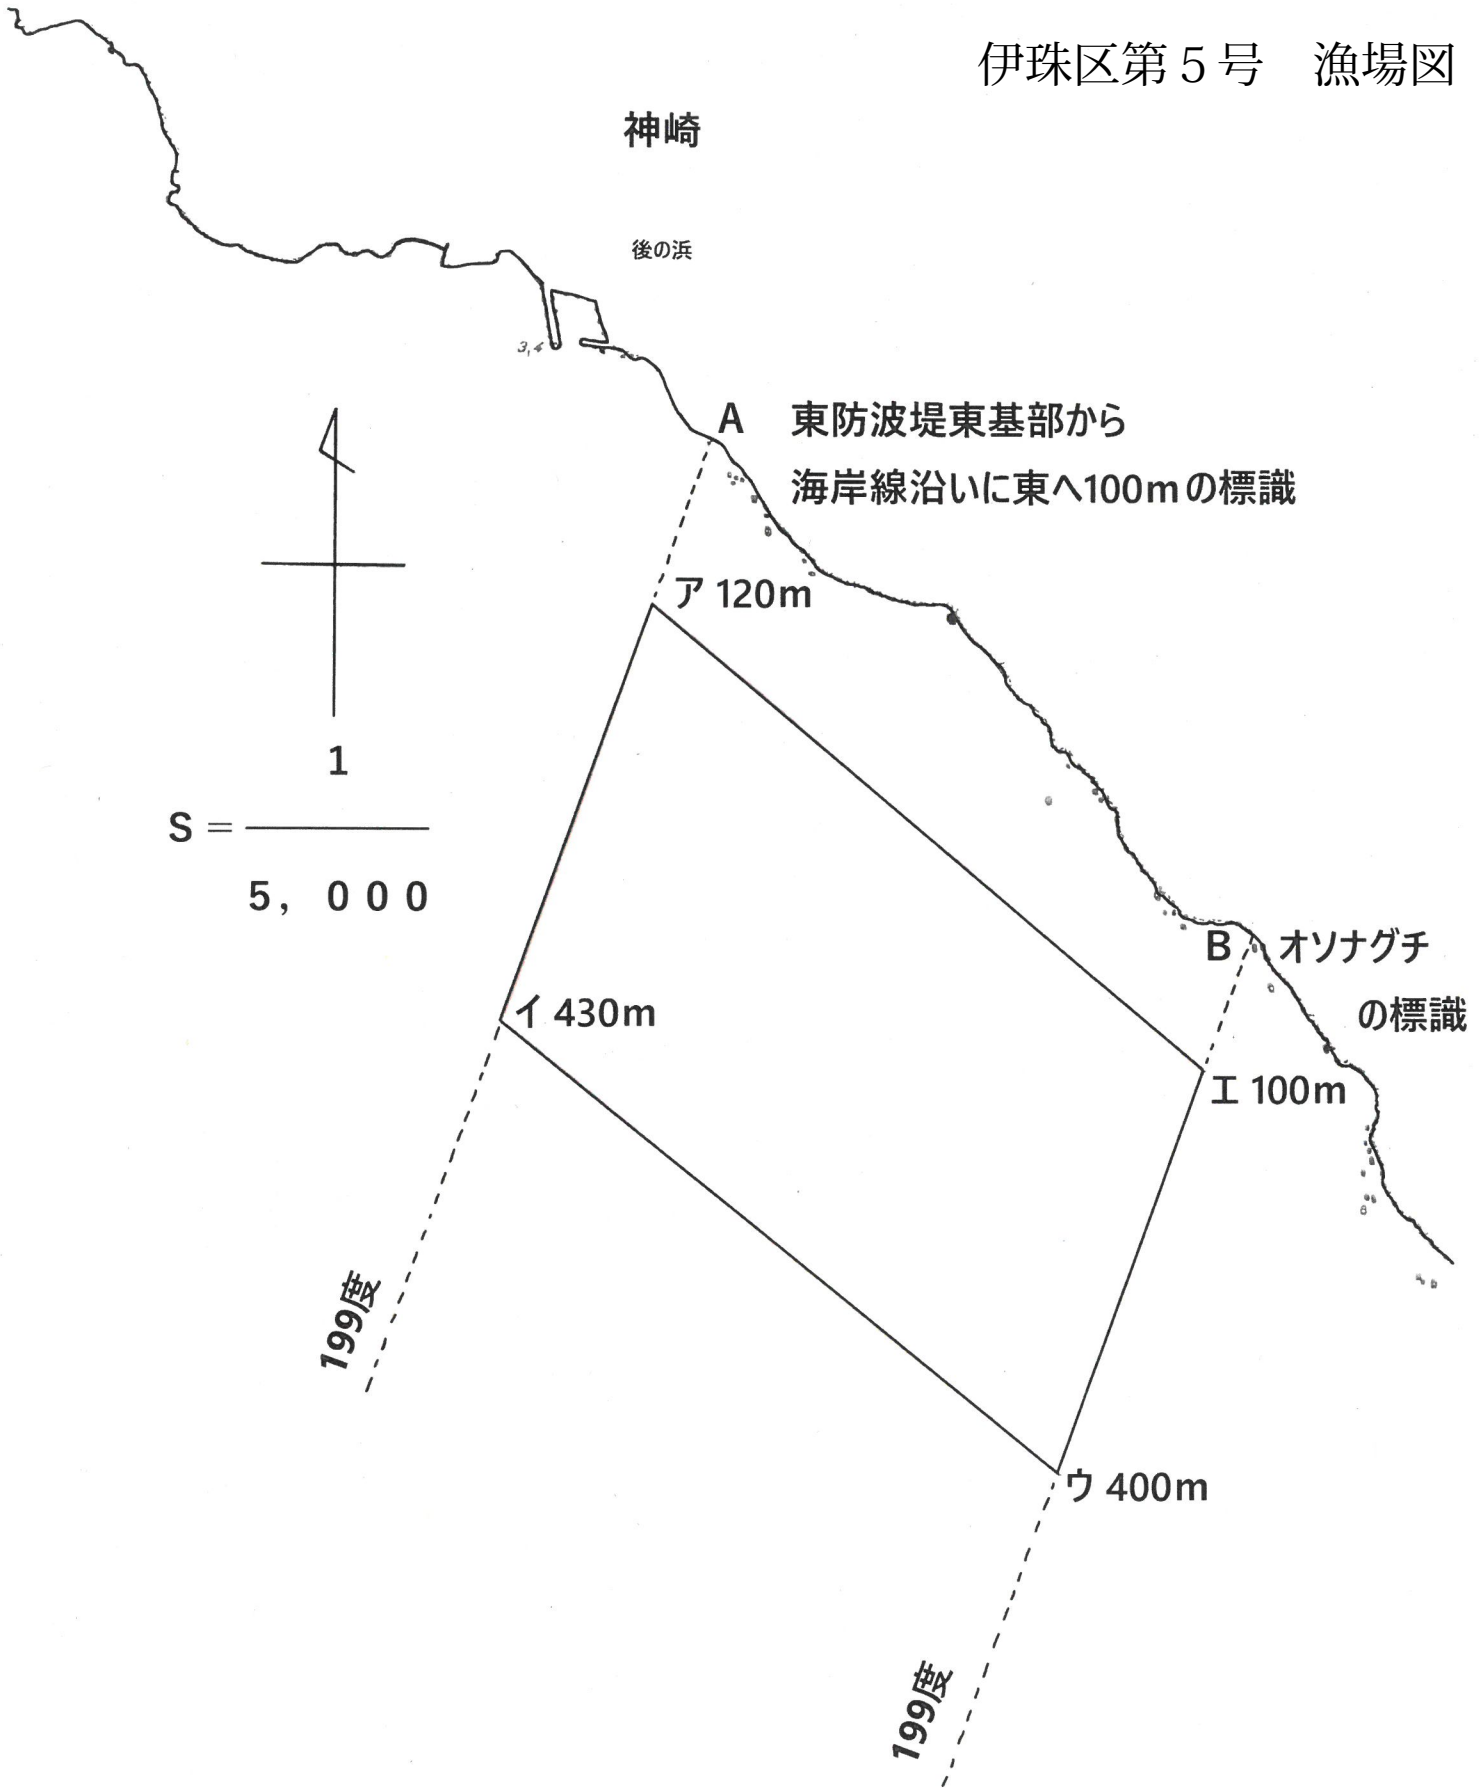 伊珠区第５号　漁場図
神崎
後の浜
3,4
A　東防波堤東基部から
海岸線沿いに東へ100mの標識
ア 120m
1
S＝
5,000
B　オソナグチ
の標識
イ 430m
エ 100m
199度
ウ 400m
199度